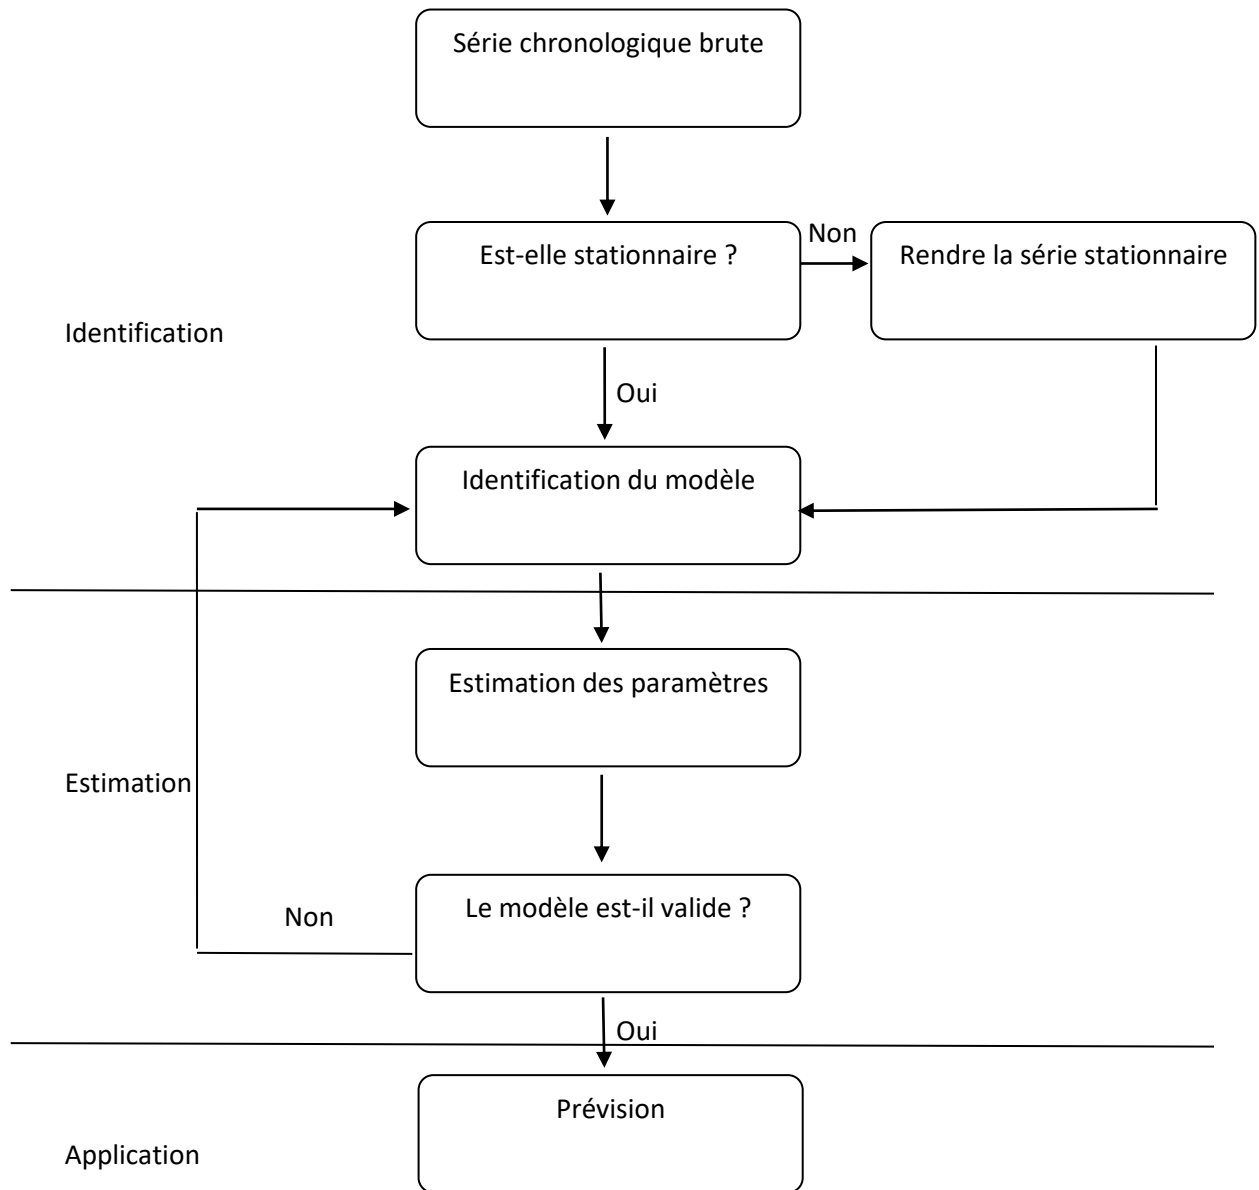 Série chronologique brute
Non
Est-elle stationnaire ?
Rendre la série stationnaire
Identification
Oui
Identification du modèle
Estimation des paramètres
Estimation
Le modèle est-il valide ?
Non
Oui
Prévision
Application